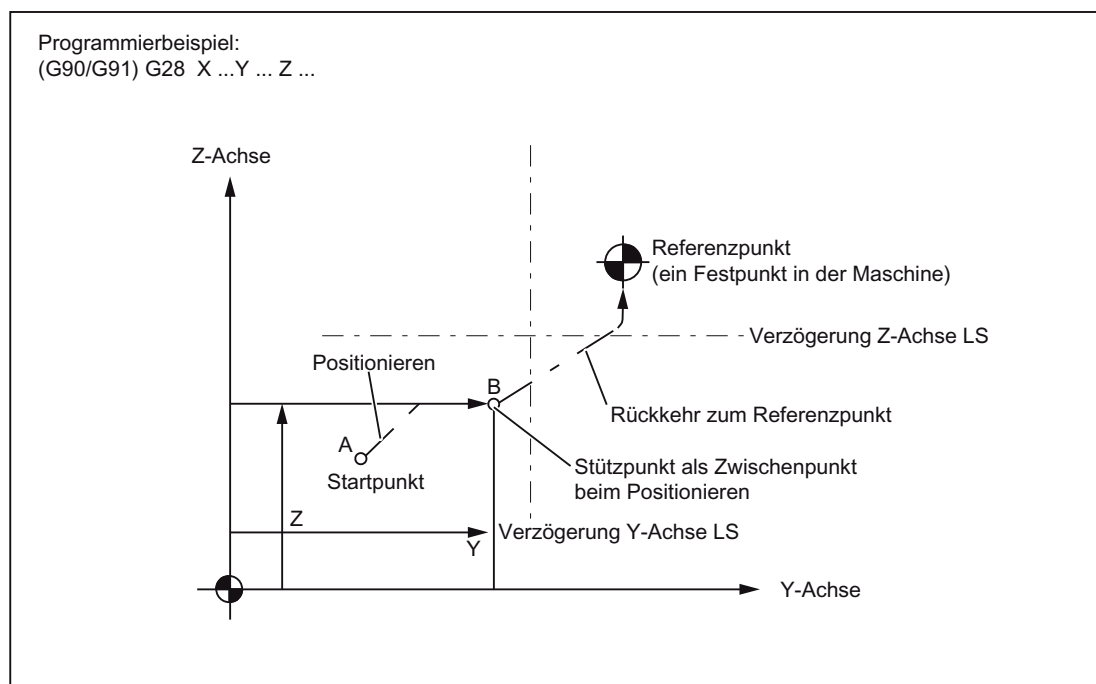 Programmierbeispiel:
(G90/G91) G28 X ...Y ... Z ...
Z-Achse
Referenzpunkt
(ein Festpunkt in der Maschine)
Verzögerung Z-Achse LS
Positionieren
B
Rückkehr zum Referenzpunkt
A
Startpunkt
Stützpunkt als Zwischenpunkt
beim Positionieren
Z
Verzögerung Y-Achse LS
Y
Y-Achse